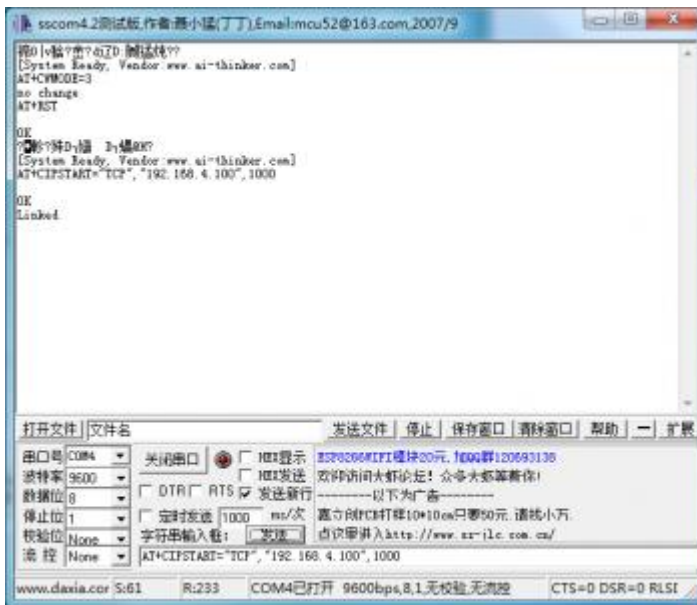 sscom4.2测试版,作者:聂小猛(丁丁),Email:mcu52@163.com,2007/9
[System Ready, Vendor:www.ai-thinker.com]
AT+CWMODE=3
no change
AT+RST
OK
[System Ready, Vendor:www.ai-thinker.com]
AT+CIPSTART="TCP","192.168.4.100",1000
OK
Linked
打开文件 文件名 发送文件 停止 保存窗口 清除窗口 帮助 — 扩展
串口号 COM4 关闭串口 HEX显示 ESP8266WIFI模块20元,加QQ群120693138
波特率 9600 HEX发送 欢迎访问大虾论坛!众多大虾等着你!
数据位 8 DTR RTS 发送新行 --------以下为广告--------
停止位 1 定时发送 1000 ms/次 嘉立创PCB打样10*10cm只要50元.请找小万.
校验位 None 字符串输入框: 发送 点这里进入http://www.sz-jlc.com.cn/
流 控 None AT+CIPSTART="TCP","192.168.4.100",1000
www.daxia.cor S:61 R:233 COM4已打开 9600bps,8,1,无校验,无流控 CTS=0 DSR=0 RLSI